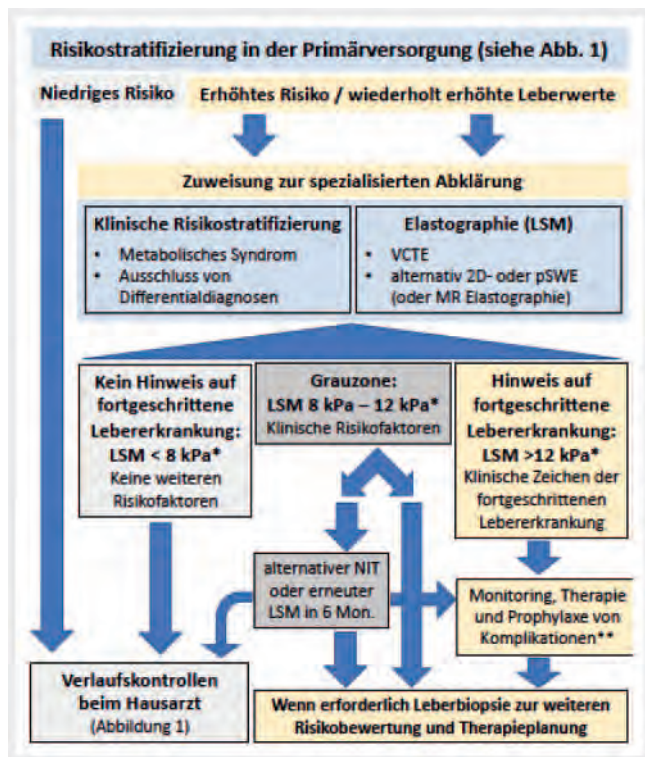 Risikostratifizierung in der Primärversorgung (siehe Abb. 1)
Niedriges Risiko
Erhöhtes Risiko / wiederholt erhöhte Leberwerte
Zuweisung zur spezialisierten Abklärung
Klinische Risikostratifizierung
• Metabolisches Syndrom
• Ausschluss von
Differentialdiagnosen
Elastographie (LSM)
• VCTE
• alternativ 2D- oder pSWE
(oder MR Elastographie)
Kein Hinweis auf
fortgeschrittene
Lebererkrankung:
LSM < 8 kPa*
Keine weiteren
Risikofaktoren
Grauzone:
LSM 8 kPa – 12 kPa*
Klinische Risikofaktoren
Hinweis auf
fortgeschrittene
Lebererkrankung:
LSM >12 kPa*
Klinische Zeichen der
fortgeschrittenen
Lebererkrankung
alternativer NIT
oder erneuter
LSM in 6 Mon.
Monitoring, Therapie
und Prophylaxe von
Komplikationen**
Verlaufskontrollen
beim Hausarzt
(Abbildung 1)
Wenn erforderlich Leberbiopsie zur weiteren
Risikobewertung und Therapieplanung